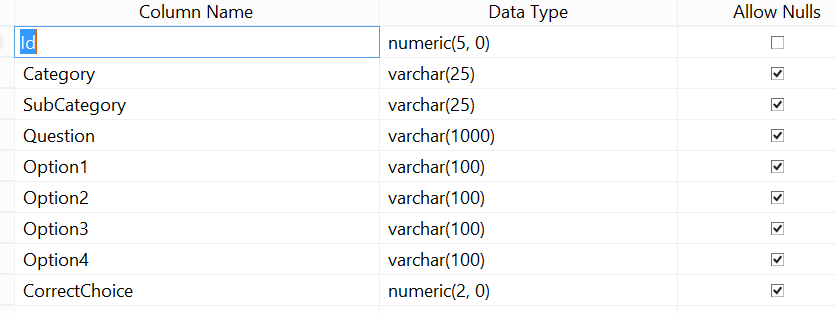 Column Name Data Type Allow Nulls
Id numeric(5, 0)
Category varchar(25)
SubCategory varchar(25)
Question varchar(1000)
Option1 varchar(100)
Option2 varchar(100)
Option3 varchar(100)
Option4 varchar(100)
CorrectChoice numeric(2, 0)